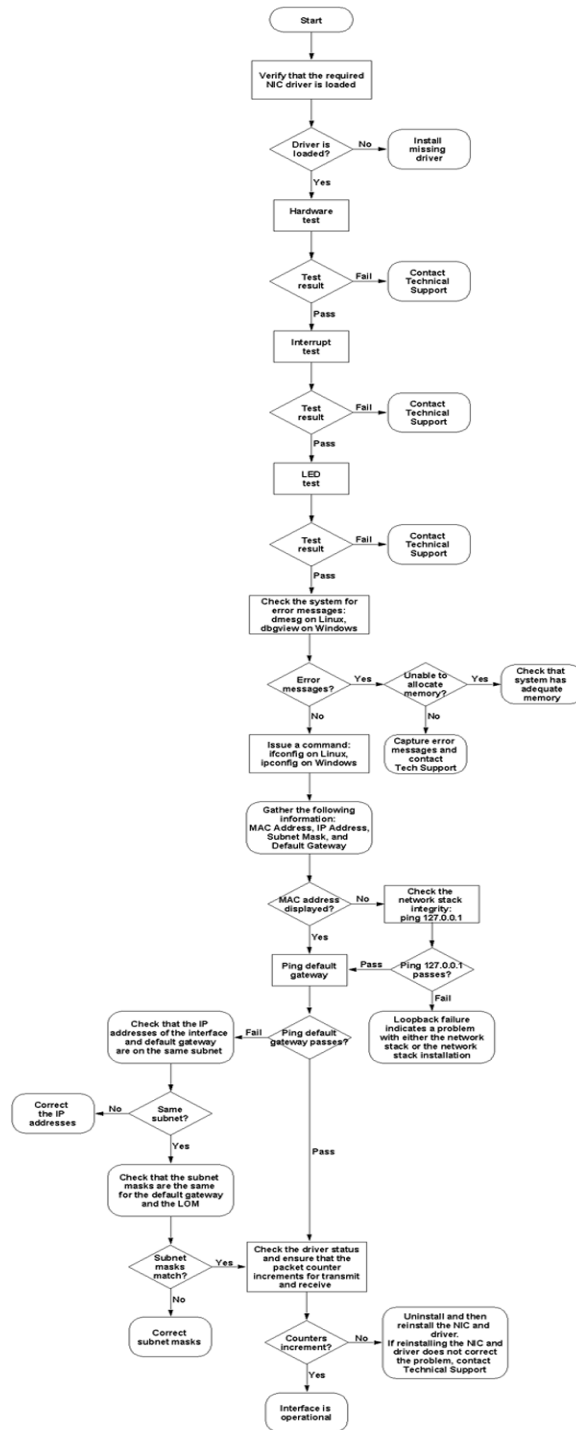 Start
Verify that the required
NIC driver is loaded
Driver is
loaded?
No
Install
missing
driver
Yes
Hardware
test
Test
result
Fail
Contact
Technical
Support
Pass
Interrupt
test
Test
result
Fail
Contact
Technical
Support
Pass
LED
test
Test
result
Fail
Contact
Technical
Support
Pass
Check the system for
error messages:
dmesg on Linux,
dbgview on Windows
Error
messages?
Yes
Unable to
allocate
memory?
Yes
Check that
system has
adequate
memory
No
No
Capture error
messages and
contact
Tech Support
Issue a command:
ifconfig on Linux,
ipconfig on Windows
Gather the following
information:
MAC Address, IP Address,
Subnet Mask, and
Default Gateway
MAC address
displayed?
No
Check the
network stack
integrity:
ping 127.0.0.1
Yes
Ping default
gateway
Pass
Ping 127.0.0.1
passes?
Fail
Loopback failure
indicates a problem
with either the network
stack or the network
stack installation
Ping default
gateway passes?
Fail
Check that the IP
addresses of the interface
and default gateway
are on the same subnet
Same
subnet?
No
Correct
the IP
addresses
Yes
Pass
Check that the subnet
masks are the same
for the default gateway
and the LOM
Subnet
masks
match?
Yes
Check the driver status
and ensure that the
packet counter
increments for transmit
and receive
No
Correct
subnet masks
Counters
increment?
No
Uninstall and then
reinstall the NIC and
driver.
If reinstalling the NIC and
driver does not correct
the problem, contact
Technical Support
Yes
Interface is
operational